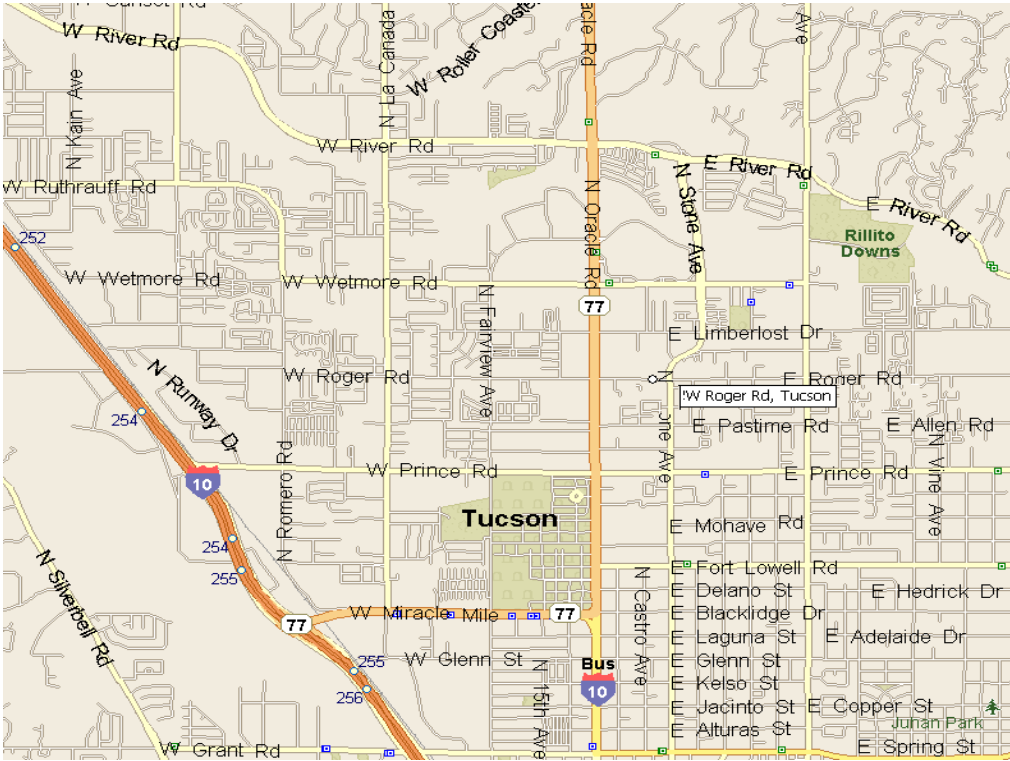 W River Rd
N Kain Ave
N La Canada
W Roller Coaster
Oracle Rd
Ave
W River Rd
E River Rd
N Stone Ave
W Ruthrauff Rd
N Oracle Rd
E River Rd
Rillito
Downs
252
W Wetmore Rd
W Wetmore Rd
N Fairview Ave
77
E Limberlost Dr
N Runway Dr
W Roger Rd
E Roger Rd
!W Roger Rd, Tucson
254
E Pastime Rd
E Allen Rd
N Romero Rd
one Ave
N Vine Ave
W Prince Rd
E Prince Rd
10
Tucson
E Mohave Rd
254
255
N Silverbell Rd
E Fort Lowell Rd
N Castro Ave
E Delano St
E Hedrick Dr
77
W Miracle Mile
77
E Blacklidge Dr
E Laguna St
E Adelaide Dr
W Glenn St
E Glenn St
255
256
N 15th Ave
Bus
10
E Kelso St
E Jacinto St
E Copper St
Juhan Park
E Alturas St
W Grant Rd
E Spring St